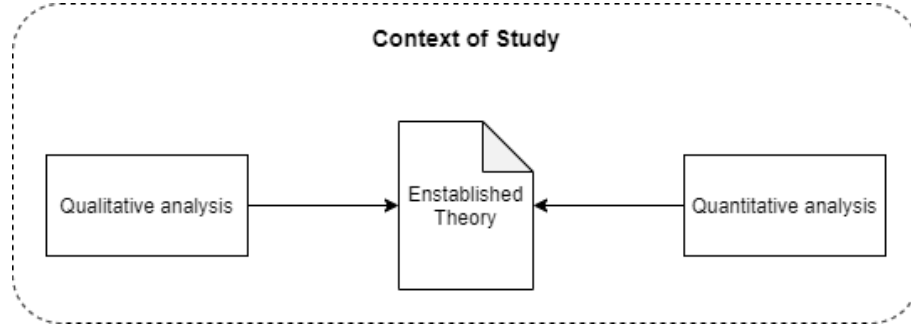 Context of Study
Qualitative analysis
Enstablished
Theory
Quantitative analysis